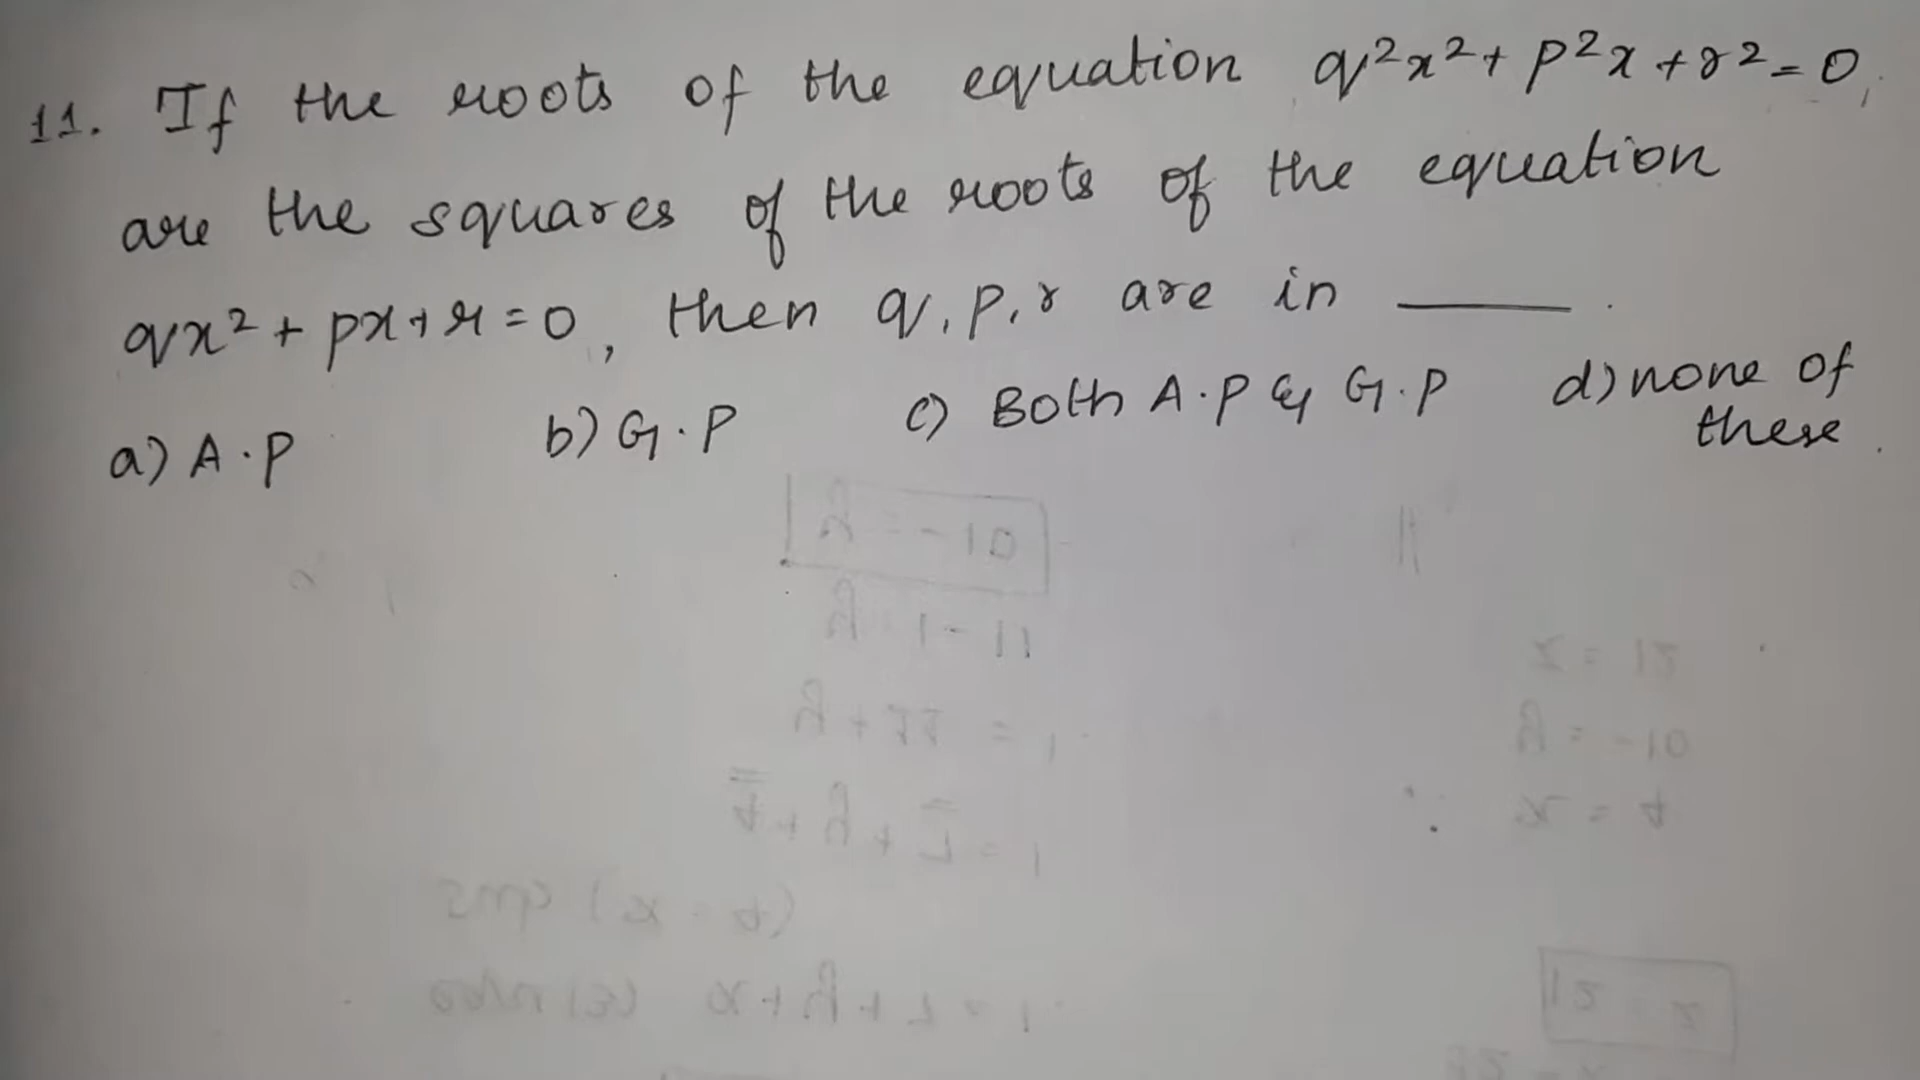 11. If the roots of the equation q²x²+ p²x +r²=0,
are the squares of the roots of the equation
qx²+ px+r=0, then q,p,r are in ______.
a) A.P b) G.P c) Both A.P & G.P d) none of
these.